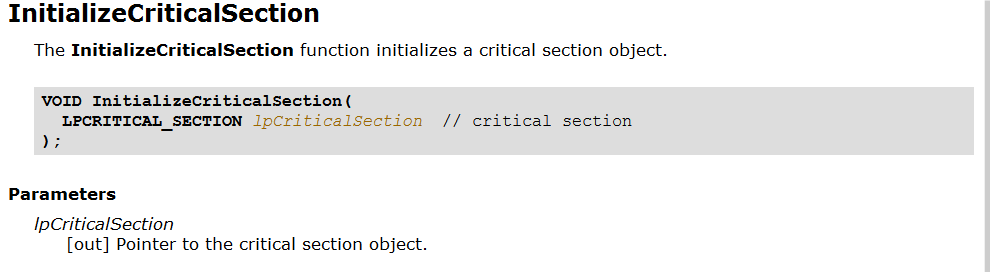 InitializeCriticalSection
The InitializeCriticalSection function initializes a critical section object.
VOID InitializeCriticalSection(
  LPCRITICAL_SECTION lpCriticalSection  // critical section
);
Parameters
lpCriticalSection
[out] Pointer to the critical section object.